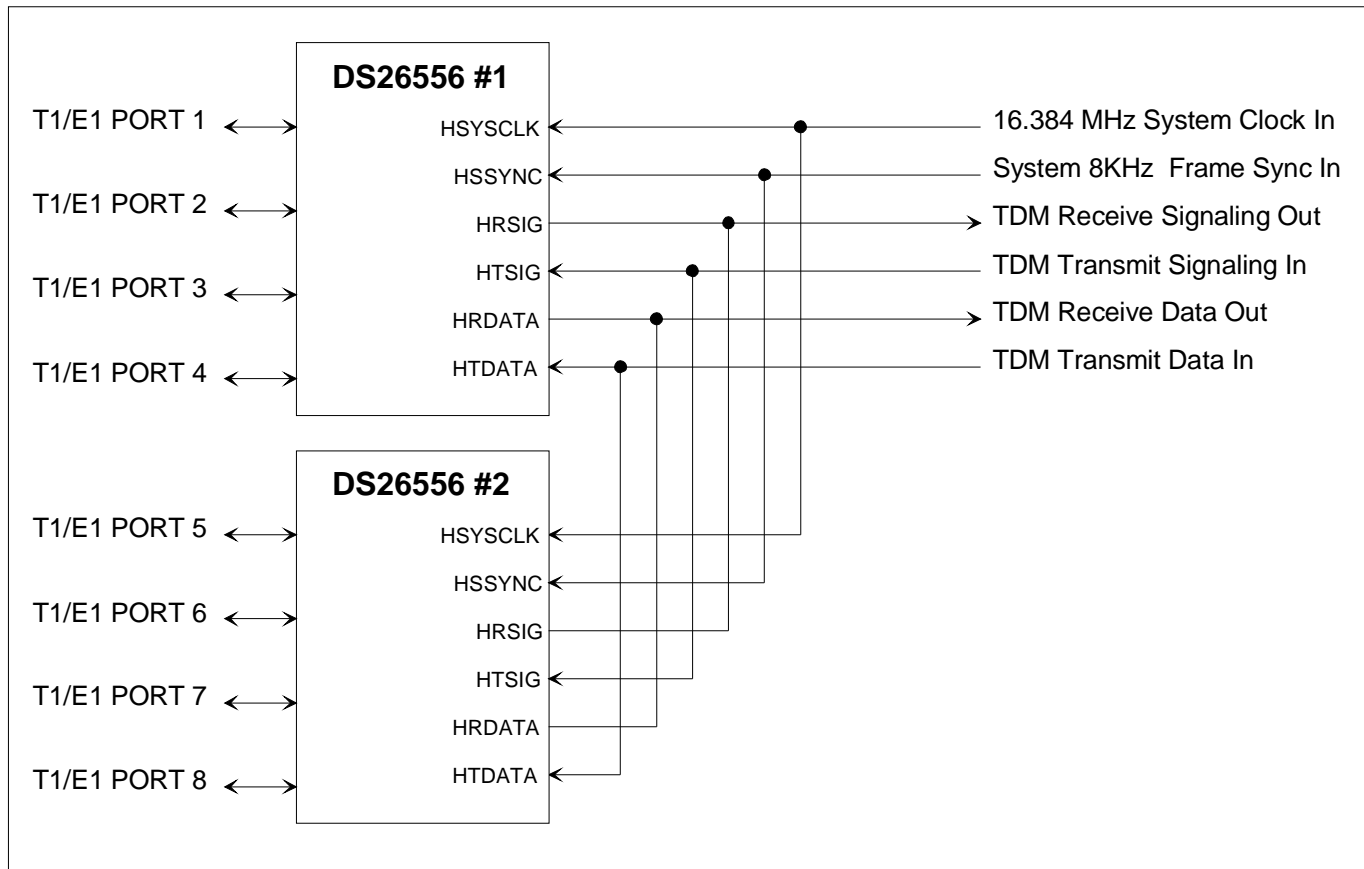 DS26556 #1
T1/E1 PORT 1
T1/E1 PORT 2
T1/E1 PORT 3
T1/E1 PORT 4
HSYSCLK
HSSYNC
HRSIG
HTSIG
HRDATA
HTDATA
16.384 MHz System Clock In
System 8KHz Frame Sync In
TDM Receive Signaling Out
TDM Transmit Signaling In
TDM Receive Data Out
TDM Transmit Data In
DS26556 #2
T1/E1 PORT 5
T1/E1 PORT 6
T1/E1 PORT 7
T1/E1 PORT 8
HSYSCLK
HSSYNC
HRSIG
HTSIG
HRDATA
HTDATA